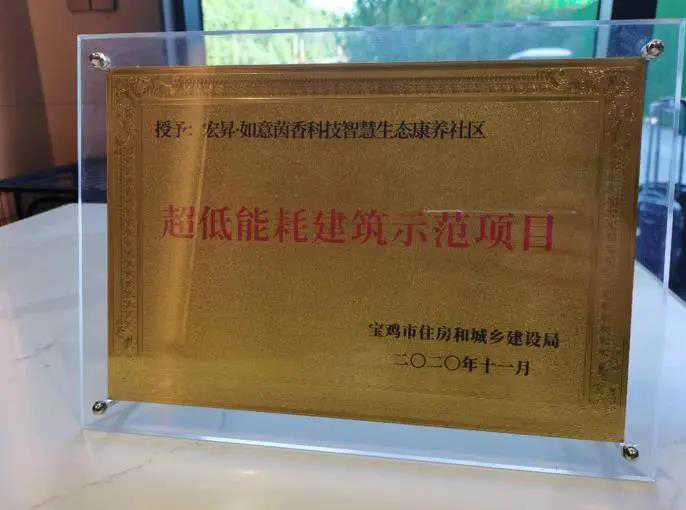 授予：宏昇·如意茵香科技智慧生态康养社区
超低能耗建筑示范项目
宝鸡市住房和城乡建设局
二〇二〇年十一月